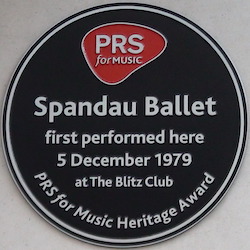 PRS
for MUSIC
Spandau Ballet
first performed here
5 December 1979
at The Blitz Club
PRS for Music Heritage Award